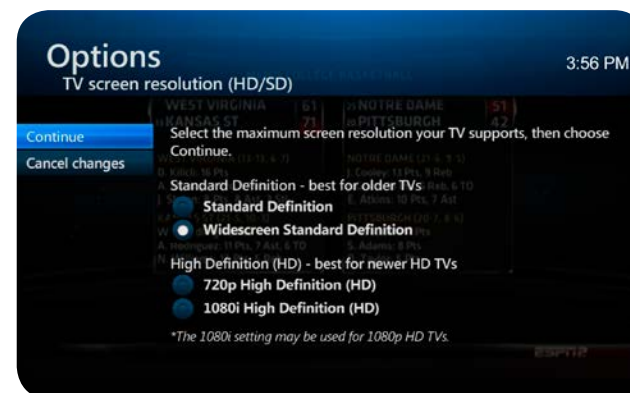 Options
3:56 PM
TV screen resolution (HD/SD)
WEST VIRGINIA 61 NOTRE DAME 51
KANSAS ST 71 PITTSBURGH 42
Continue
Cancel changes
Select the maximum screen resolution your TV supports, then choose
Continue.
Standard Definition - best for older TVs
Standard Definition
Widescreen Standard Definition
High Definition (HD) - best for newer HD TVs
720p High Definition (HD)
1080i High Definition (HD)
*The 1080i setting may be used for 1080p HD TVs.
ESPN2